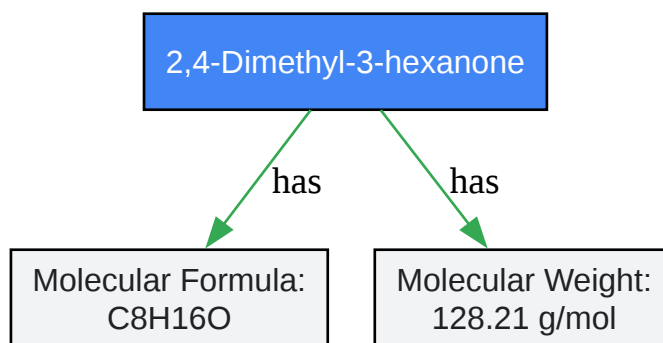 2,4-Dimethyl-3-hexanone
has
has
Molecular Formula:
C8H16O
Molecular Weight:
128.21 g/mol